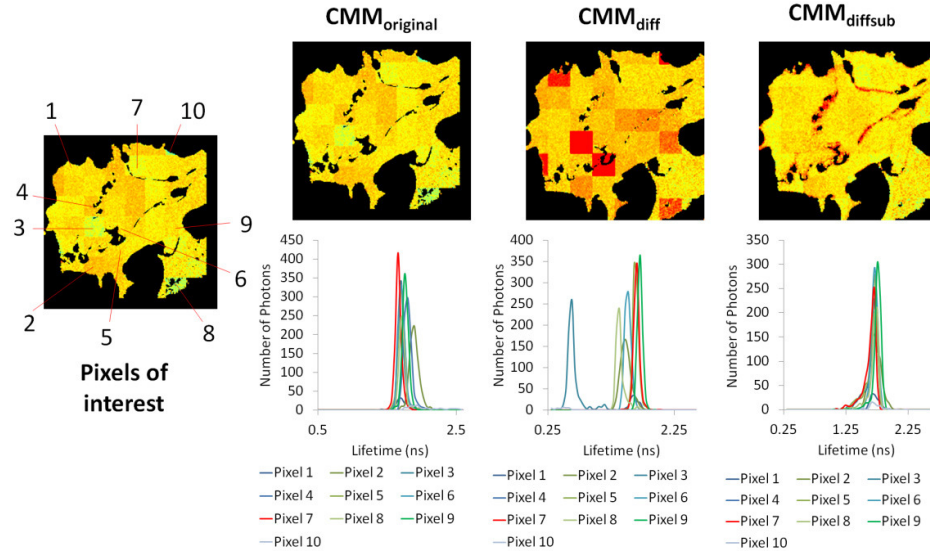 CMMoriginal
CMMdiff
CMMdiffsub
1
7
10
4
3
9
6
2
5
8
Pixels of
interest
450
400
350
300
250
200
150
100
50
0
Number of Photons
0.5
2.5
Lifetime (ns)
Pixel 1
Pixel 2
Pixel 3
Pixel 4
Pixel 5
Pixel 6
Pixel 7
Pixel 8
Pixel 9
Pixel 10
400
350
300
250
200
150
100
50
0
Number of Photons
0.25
2.25
Lifetime (ns)
Pixel 1
Pixel 2
Pixel 3
Pixel 4
Pixel 5
Pixel 6
Pixel 7
Pixel 8
Pixel 9
Pixel 10
350
300
250
200
150
100
50
0
Number of Photons
0.25
1.25
2.25
Lifetime (ns)
Pixel 1
Pixel 2
Pixel 3
Pixel 4
Pixel 5
Pixel 6
Pixel 7
Pixel 8
Pixel 9
Pixel 10